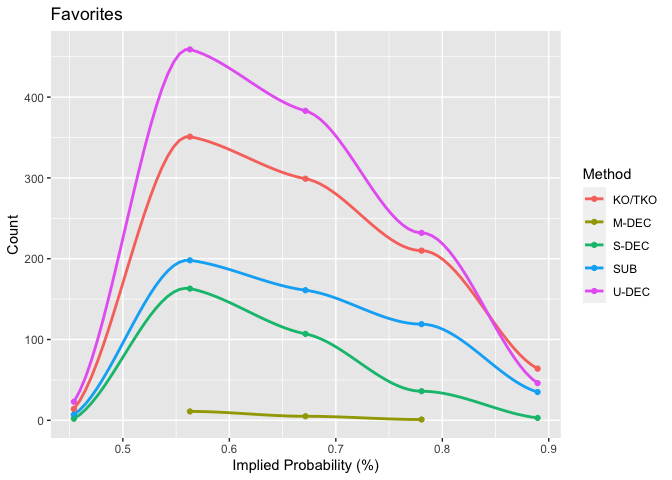 Favorites
400
300
200
100
0
Count
0.5 0.6 0.7 0.8 0.9
Implied Probability (%)
Method
KO/TKO
M-DEC
S-DEC
SUB
U-DEC